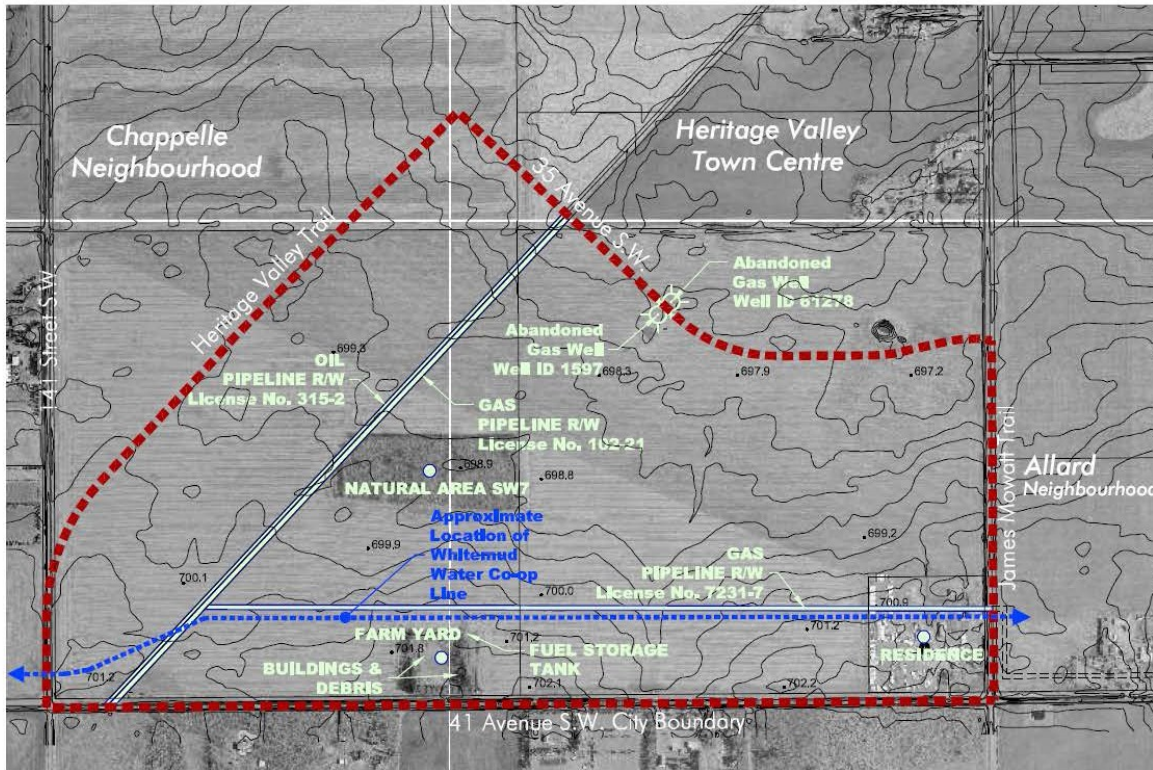 Chappelle
Neighbourhood
Heritage Valley
Town Centre
35 Avenue S.W.
Heritage Valley Trail
141 Street S.W.
Abandoned
Gas Well
Well ID 61278
Abandoned
Gas Well
Well ID 1597
699.3
OIL
PIPELINE R/W
License No. 315-2
698.3
697.9
697.2
GAS
PIPELINE R/W
License No. 102-21
James Mowatt Trail
Allard
Neighbourhood
698.9
698.8
NATURAL AREA SW7
Approximate
Location of
Whitemud
Water Co-op
Line
699.9
699.2
700.1
700.0
GAS
PIPELINE R/W
License No. 7231-7
700.9
FARM YARD
701.2
701.2
701.8
FUEL STORAGE
TANK
RESIDENCE
BUILDINGS &
DEBRIS
701.2
702.1
702.2
41 Avenue S.W. City Boundary